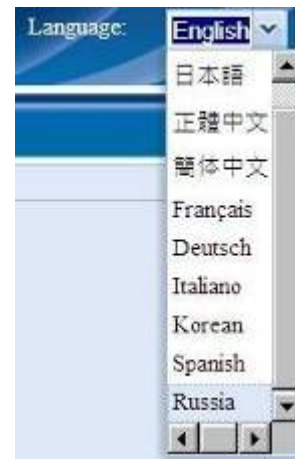 Language:
English
日本語
正體中文
簡体中文
Français
Deutsch
Italiano
Korean
Spanish
Russia